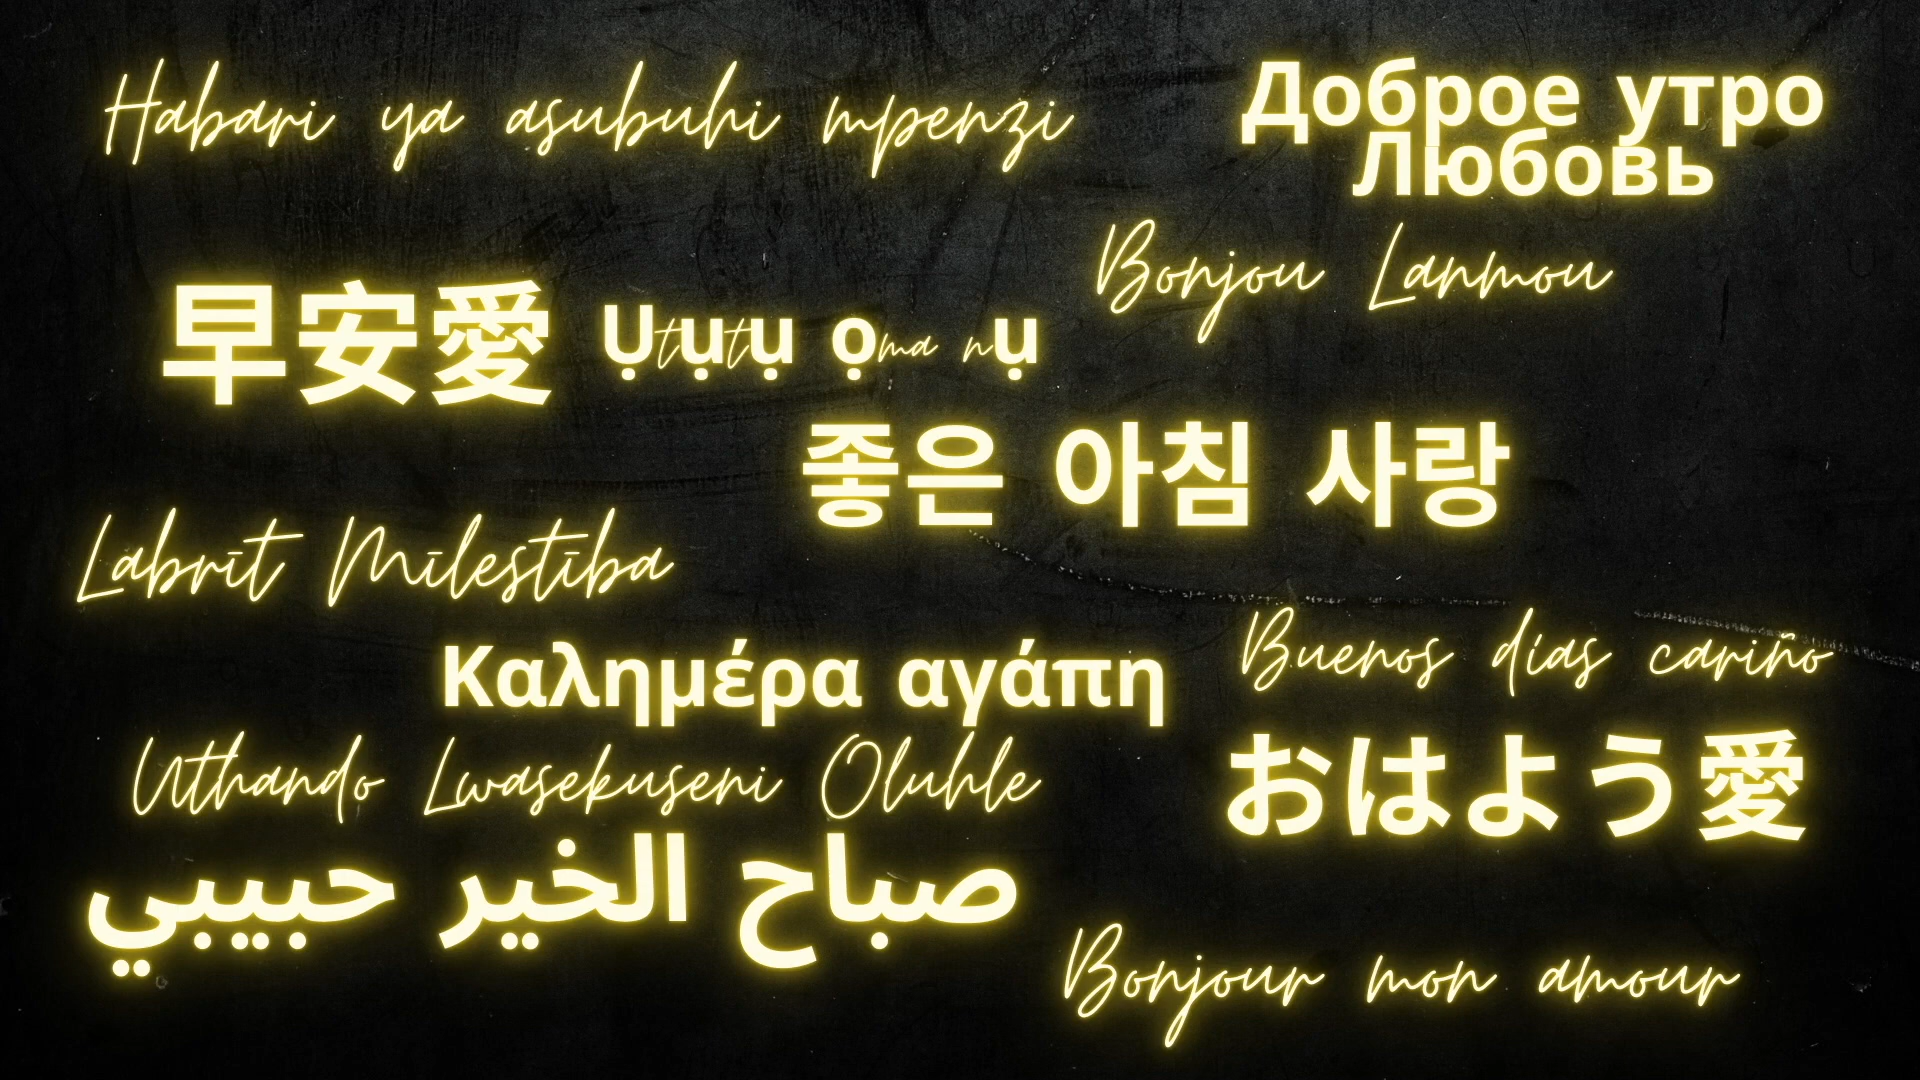 Habari ya asubuhi mpenzi
Доброе утро
Любовь
Bonjou Lanmou
早安愛
Ụtụtụ ọma nụ
좋은 아침 사랑
Labrīt Mīlestība
Buenos días cariño
Καλημέρα αγάπη
Uthando Lwasekuseni Oluhle
おはよう愛
صباح الخير حبيبي
Bonjour mon amour